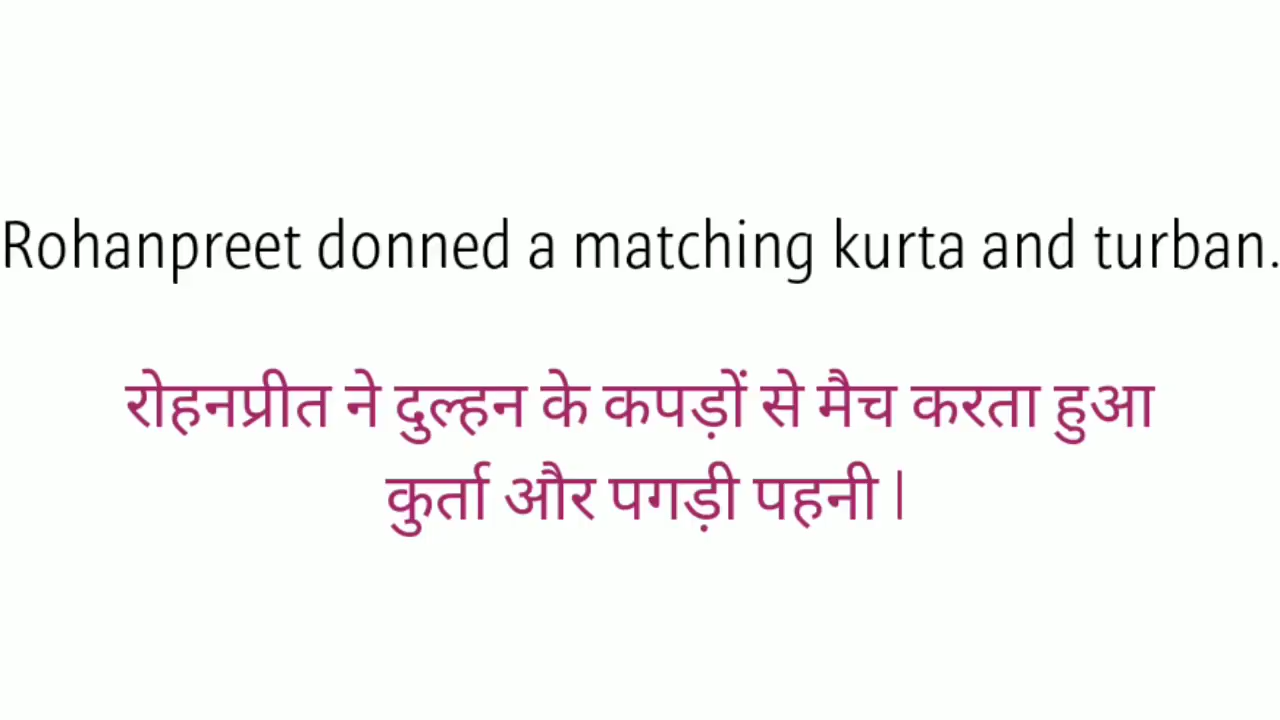 Rohanpreet donned a matching kurta and turban.
रोहनप्रीत ने दुल्हन के कपड़ों से मैच करता हुआ
कुर्ता और पगड़ी पहनी |